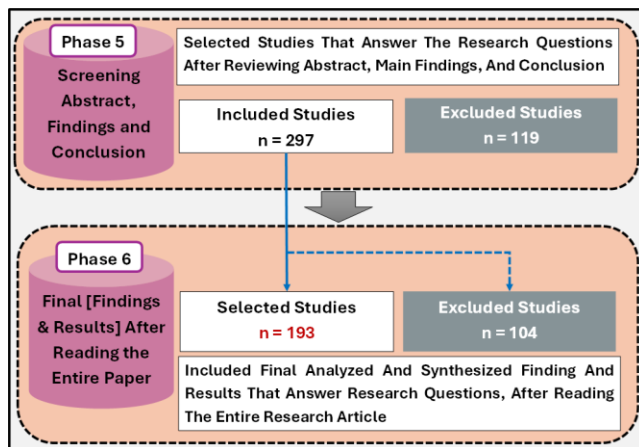 Phase 5
Screening
Abstract,
Findings and
Conclusion
Selected Studies That Answer The Research Questions
After Reviewing Abstract, Main Findings, And Conclusion
Included Studies
n = 297
Excluded Studies
n = 119
Phase 6
Final [Findings
& Results] After
Reading the
Entire Paper
Selected Studies
n = 193
Excluded Studies
n = 104
Included Final Analyzed And Synthesized Finding And
Results That Answer Research Questions, After Reading
The Entire Research Article